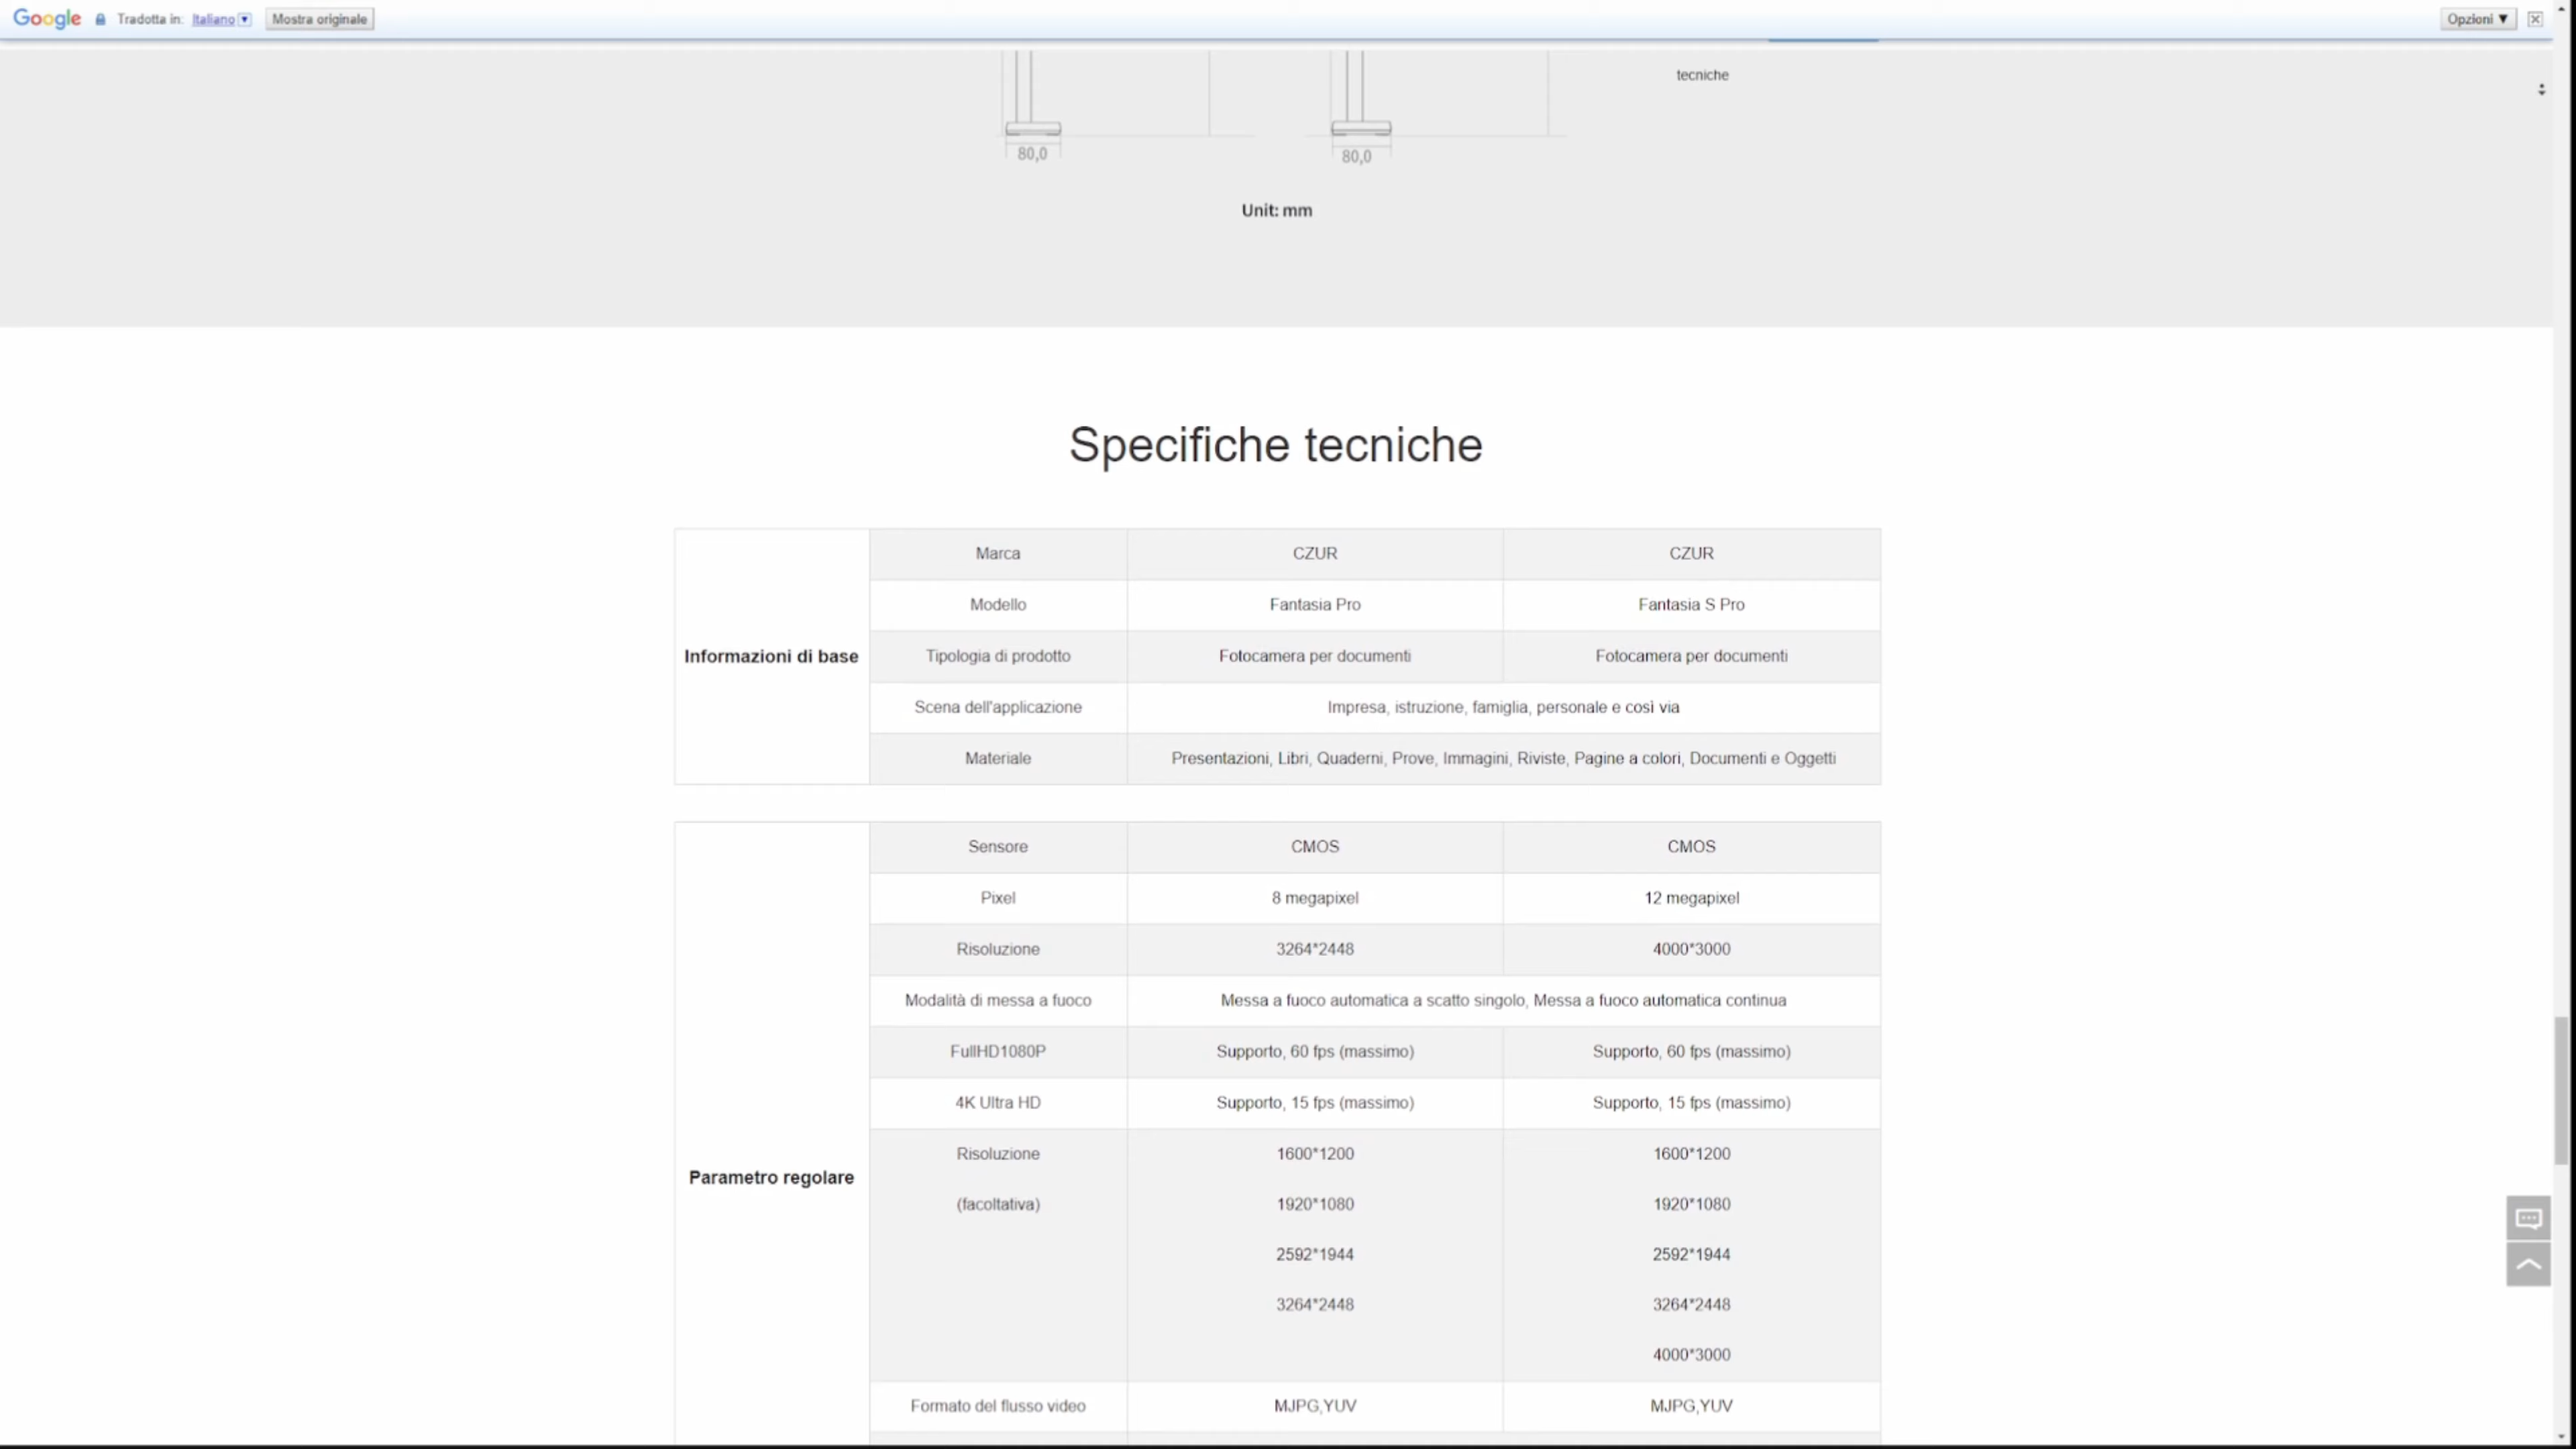 Google Tradotta in: Italiano ▼ Mostra originale Opzioni ▼
tecniche
80,0 80,0
Unit: mm
Specifiche tecniche
Informazioni di base
Marca CZUR CZUR
Modello Fantasia Pro Fantasia S Pro
Tipologia di prodotto Fotocamera per documenti Fotocamera per documenti
Scena dell'applicazione Impresa, istruzione, famiglia, personale e così via
Materiale Presentazioni, Libri, Quaderni, Prove, Immagini, Riviste, Pagine a colori, Documenti e Oggetti
Parametro regolare
Sensore CMOS CMOS
Pixel 8 megapixel 12 megapixel
Risoluzione 3264*2448 4000*3000
Modalità di messa a fuoco Messa a fuoco automatica a scatto singolo, Messa a fuoco automatica continua
FullHD1080P Supporto, 60 fps (massimo) Supporto, 60 fps (massimo)
4K Ultra HD Supporto, 15 fps (massimo) Supporto, 15 fps (massimo)
Risoluzione 1600*1200 1600*1200
(facoltativa) 1920*1080 1920*1080
2592*1944 2592*1944
3264*2448 3264*2448
4000*3000
Formato del flusso video MJPG,YUV MJPG,YUV